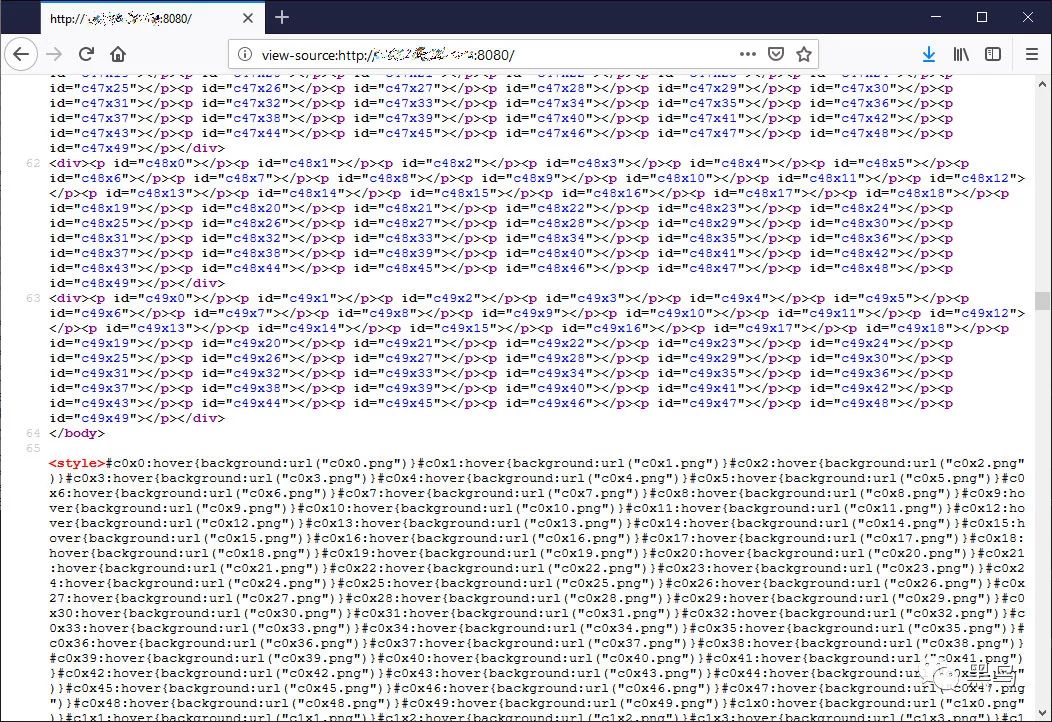 http://
:8080/
view-source:http://
:8080/
id="c47x25"></p><p id="c47x26"></p><p id="c47x27"></p><p id="c47x28"></p><p id="c47x29"></p><p id="c47x30"></p><p
id="c47x31"></p><p id="c47x32"></p><p id="c47x33"></p><p id="c47x34"></p><p id="c47x35"></p><p id="c47x36"></p><p
id="c47x37"></p><p id="c47x38"></p><p id="c47x39"></p><p id="c47x40"></p><p id="c47x41"></p><p id="c47x42"></p><p
id="c47x43"></p><p id="c47x44"></p><p id="c47x45"></p><p id="c47x46"></p><p id="c47x47"></p><p id="c47x48"></p><p
id="c47x49"></p></div>
62 <div><p id="c48x0"></p><p id="c48x1"></p><p id="c48x2"></p><p id="c48x3"></p><p id="c48x4"></p><p id="c48x5"></p><p
id="c48x6"></p><p id="c48x7"></p><p id="c48x8"></p><p id="c48x9"></p><p id="c48x10"></p><p id="c48x11"></p><p id="c48x12">
</p><p id="c48x13"></p><p id="c48x14"></p><p id="c48x15"></p><p id="c48x16"></p><p id="c48x17"></p><p id="c48x18"></p><p
id="c48x19"></p><p id="c48x20"></p><p id="c48x21"></p><p id="c48x22"></p><p id="c48x23"></p><p id="c48x24"></p><p
id="c48x25"></p><p id="c48x26"></p><p id="c48x27"></p><p id="c48x28"></p><p id="c48x29"></p><p id="c48x30"></p><p
id="c48x31"></p><p id="c48x32"></p><p id="c48x33"></p><p id="c48x34"></p><p id="c48x35"></p><p id="c48x36"></p><p
id="c48x37"></p><p id="c48x38"></p><p id="c48x39"></p><p id="c48x40"></p><p id="c48x41"></p><p id="c48x42"></p><p
id="c48x43"></p><p id="c48x44"></p><p id="c48x45"></p><p id="c48x46"></p><p id="c48x47"></p><p id="c48x48"></p><p
id="c48x49"></p></div>
63 <div><p id="c49x0"></p><p id="c49x1"></p><p id="c49x2"></p><p id="c49x3"></p><p id="c49x4"></p><p id="c49x5"></p><p
id="c49x6"></p><p id="c49x7"></p><p id="c49x8"></p><p id="c49x9"></p><p id="c49x10"></p><p id="c49x11"></p><p id="c49x12">
</p><p id="c49x13"></p><p id="c49x14"></p><p id="c49x15"></p><p id="c49x16"></p><p id="c49x17"></p><p id="c49x18"></p><p
id="c49x19"></p><p id="c49x20"></p><p id="c49x21"></p><p id="c49x22"></p><p id="c49x23"></p><p id="c49x24"></p><p
id="c49x25"></p><p id="c49x26"></p><p id="c49x27"></p><p id="c49x28"></p><p id="c49x29"></p><p id="c49x30"></p><p
id="c49x31"></p><p id="c49x32"></p><p id="c49x33"></p><p id="c49x34"></p><p id="c49x35"></p><p id="c49x36"></p><p
id="c49x37"></p><p id="c49x38"></p><p id="c49x39"></p><p id="c49x40"></p><p id="c49x41"></p><p id="c49x42"></p><p
id="c49x43"></p><p id="c49x44"></p><p id="c49x45"></p><p id="c49x46"></p><p id="c49x47"></p><p id="c49x48"></p><p
id="c49x49"></p></div>
64 </body>
65
<style>#c0x0:hover{background:url("c0x0.png")}#c0x1:hover{background:url("c0x1.png")}#c0x2:hover{background:url("c0x2.png"
)}#c0x3:hover{background:url("c0x3.png")}#c0x4:hover{background:url("c0x4.png")}#c0x5:hover{background:url("c0x5.png")}#c0
x6:hover{background:url("c0x6.png")}#c0x7:hover{background:url("c0x7.png")}#c0x8:hover{background:url("c0x8.png")}#c0x9:ho
ver{background:url("c0x9.png")}#c0x10:hover{background:url("c0x10.png")}#c0x11:hover{background:url("c0x11.png")}#c0x12:ho
ver{background:url("c0x12.png")}#c0x13:hover{background:url("c0x13.png")}#c0x14:hover{background:url("c0x14.png")}#c0x15:h
over{background:url("c0x15.png")}#c0x16:hover{background:url("c0x16.png")}#c0x17:hover{background:url("c0x17.png")}#c0x18:
hover{background:url("c0x18.png")}#c0x19:hover{background:url("c0x19.png")}#c0x20:hover{background:url("c0x20.png")}#c0x21
:hover{background:url("c0x21.png")}#c0x22:hover{background:url("c0x22.png")}#c0x23:hover{background:url("c0x23.png")}#c0x2
4:hover{background:url("c0x24.png")}#c0x25:hover{background:url("c0x25.png")}#c0x26:hover{background:url("c0x26.png")}#c0x
27:hover{background:url("c0x27.png")}#c0x28:hover{background:url("c0x28.png")}#c0x29:hover{background:url("c0x29.png")}#c0
x30:hover{background:url("c0x30.png")}#c0x31:hover{background:url("c0x31.png")}#c0x32:hover{background:url("c0x32.png")}#c
0x33:hover{background:url("c0x33.png")}#c0x34:hover{background:url("c0x34.png")}#c0x35:hover{background:url("c0x35.png")}#
c0x36:hover{background:url("c0x36.png")}#c0x37:hover{background:url("c0x37.png")}#c0x38:hover{background:url("c0x38.png")}
#c0x39:hover{background:url("c0x39.png")}#c0x40:hover{background:url("c0x40.png")}#c0x41:hover{background:url("c0x41.png")
}#c0x42:hover{background:url("c0x42.png")}#c0x43:hover{background:url("c0x43.png")}#c0x44:hover{background:url(
)}#c0x45:hover{background:url("c0x45.png")}#c0x46:hover{background:url("c0x46.png")}#c0x47:hover{background:url(
")}#c0x48:hover{background:url("c0x48.png")}#c0x49:hover{background:url("c0x49.png")}#c1x0:hover{background:url("c1x0.png"
)}#c1x1:hover{background:url("c1x1.png")}#c1x2:hover{background:url("c1x2.png")}#c1x3:hover{background:url("c1x3.png")}#c1
黑鸟